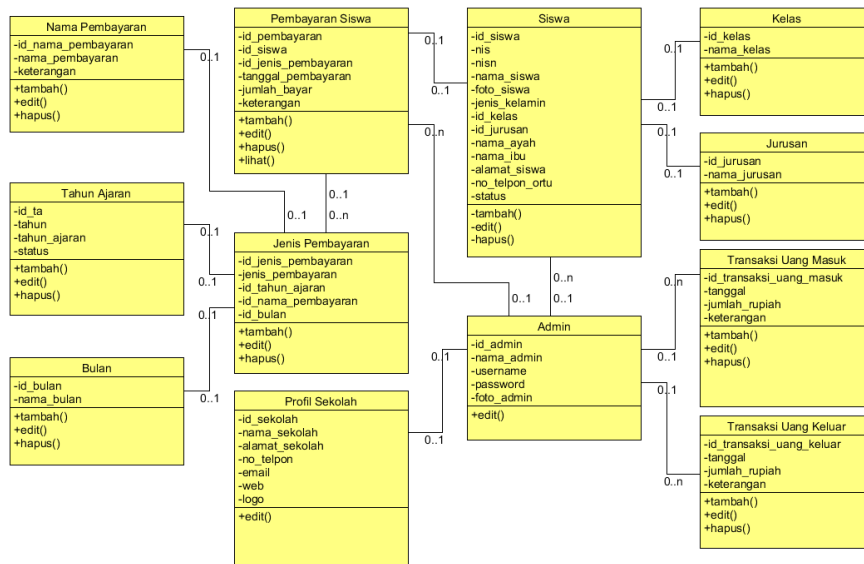 Nama Pembayaran
-id_nama_pembayaran
-nama_pembayaran
-keterangan
+tambah()
+edit()
+hapus()
0..1
0..1
Pembayaran Siswa
-id_pembayaran
-id_siswa
-id_jenis_pembayaran
-tanggal_pembayaran
-jumlah_bayar
-keterangan
+tambah()
+edit()
+hapus()
+lihat()
0..1
0..1
0..n
0..1
0..1
0..n
Siswa
-id_siswa
-nis
-nisn
-nama_siswa
-foto_siswa
-jenis_kelamin
-id_kelas
-id_jurusan
-nama_ayah
-nama_ibu
-alamat_siswa
-no_telpon_ortu
-status
-tambah()
-edit()
-hapus()
0..1
0..1
0..1
0..1
0..n
0..1
Kelas
-id_kelas
-nama_kelas
+tambah()
+edit()
+hapus()
Jurusan
-id_jurusan
-nama_jurusan
+tambah()
+edit()
+hapus()
Tahun Ajaran
-id_ta
-tahun
-tahun_ajaran
-status
+tambah()
+edit()
+hapus()
0..1
0..1
Jenis Pembayaran
-id_jenis_pembayaran
-jenis_pembayaran
-id_tahun_ajaran
-id_nama_pembayaran
-id_bulan
+tambah()
+edit()
+hapus()
0..1
0..1
Bulan
-id_bulan
-nama_bulan
+tambah()
+edit()
+hapus()
Profil Sekolah
-id_sekolah
-nama_sekolah
-alamat_sekolah
-no_telpon
-email
-web
-logo
+edit()
0..1
0..1
Admin
-id_admin
-nama_admin
-username
-password
-foto_admin
+edit()
0..n
0..1
0..1
0..n
Transaksi Uang Masuk
-id_transaksi_uang_masuk
-tanggal
-jumlah_rupiah
-keterangan
+tambah()
+edit()
+hapus()
Transaksi Uang Keluar
-id_transaksi_uang_keluar
-tanggal
-jumlah_rupiah
-keterangan
+tambah()
+edit()
+hapus()